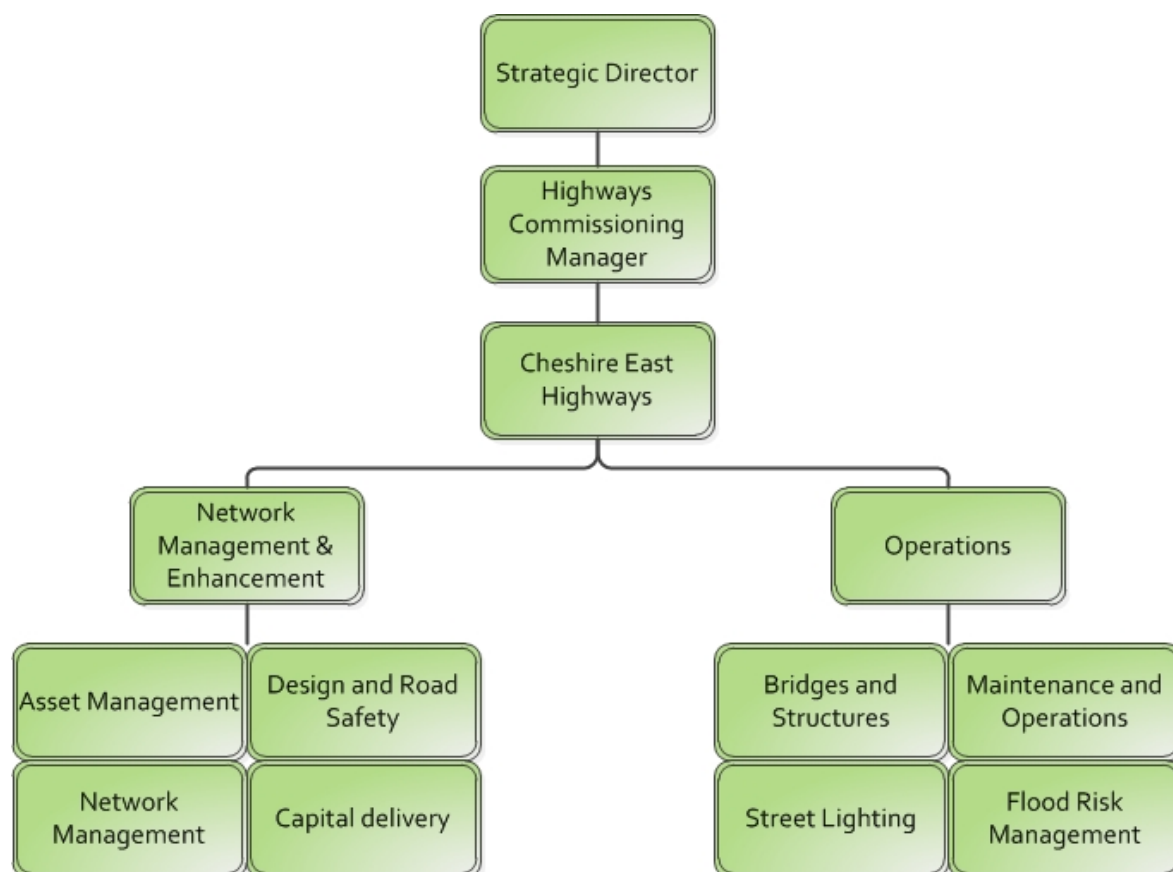 Strategic Director
Highways
Commissioning
Manager
Cheshire East
Highways
Network
Management &
Enhancement
Operations
Asset Management
Design and Road
Safety
Network
Management
Capital delivery
Bridges and
Structures
Maintenance and
Operations
Street Lighting
Flood Risk
Management